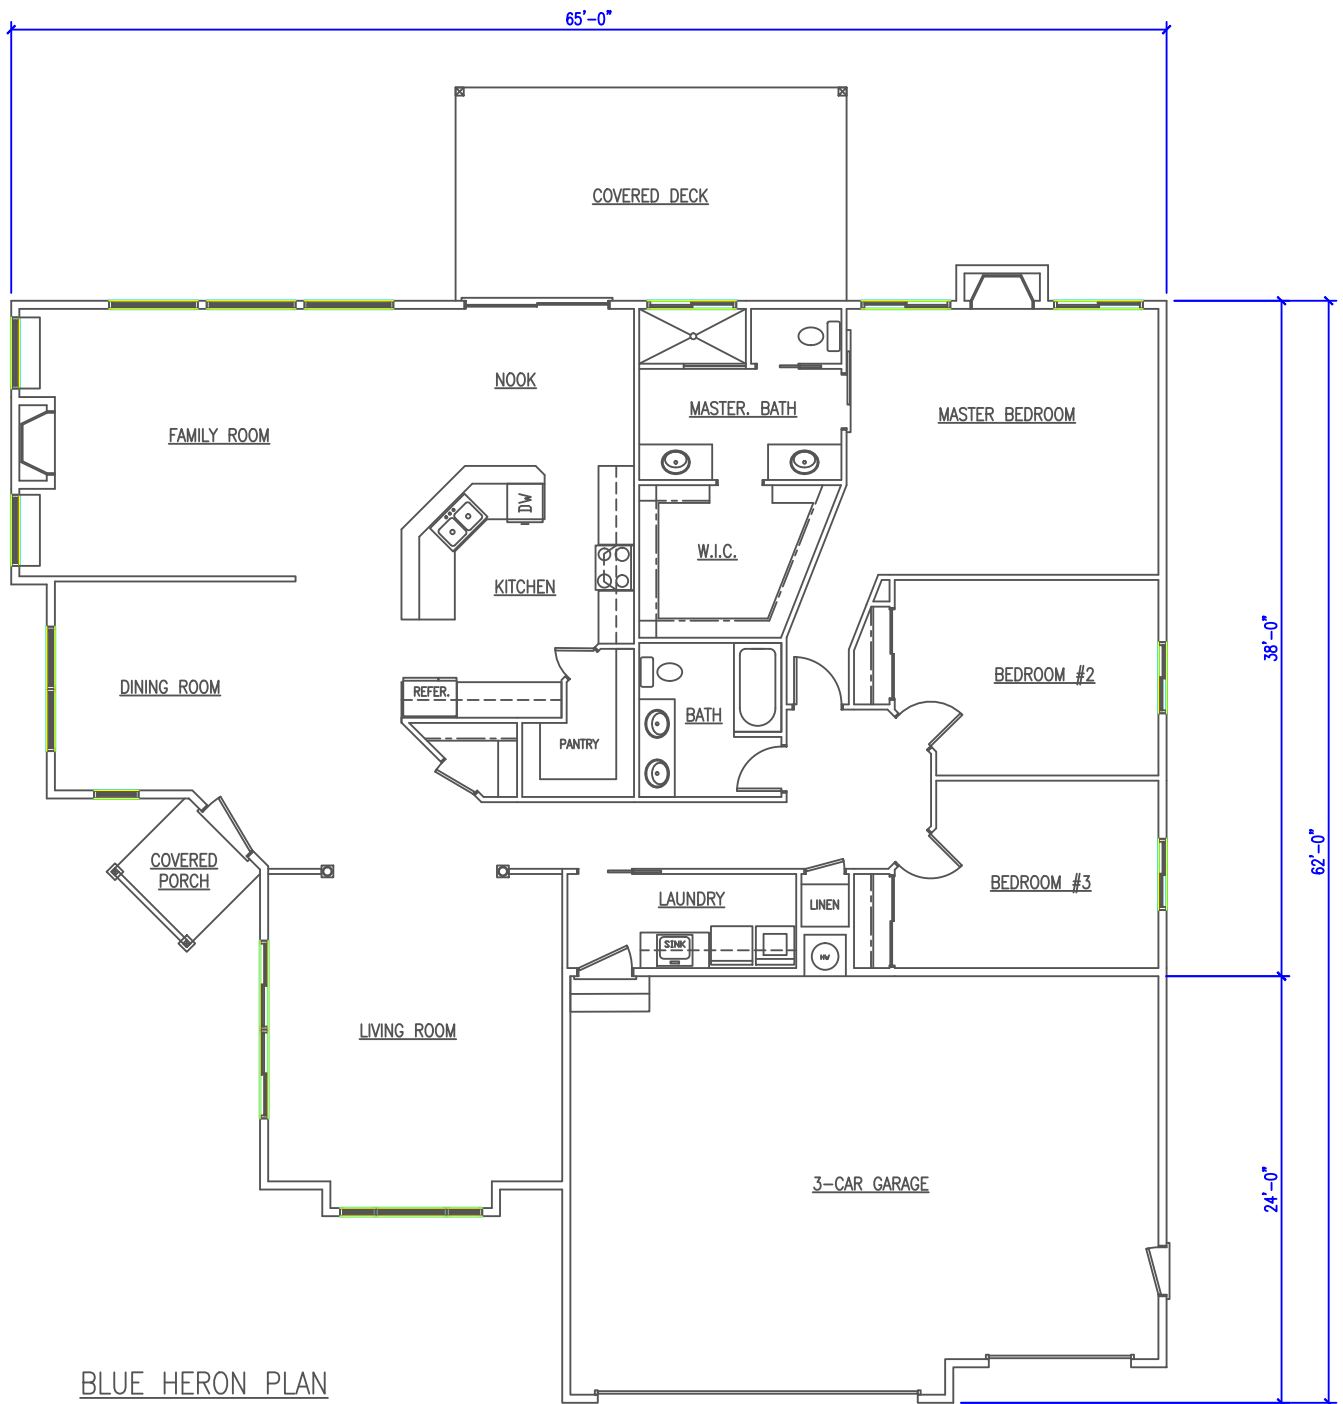 65'-0"
COVERED DECK
NOOK
MASTER. BATH
MASTER BEDROOM
FAMILY ROOM
DW
W.I.C.
KITCHEN
38'-0"
BEDROOM #2
DINING ROOM
REFER.
BATH
PANTRY
62'-0"
COVERED
PORCH
BEDROOM #3
LAUNDRY
LINEN
SINK
HW
LIVING ROOM
3-CAR GARAGE
24'-0"
BLUE HERON PLAN